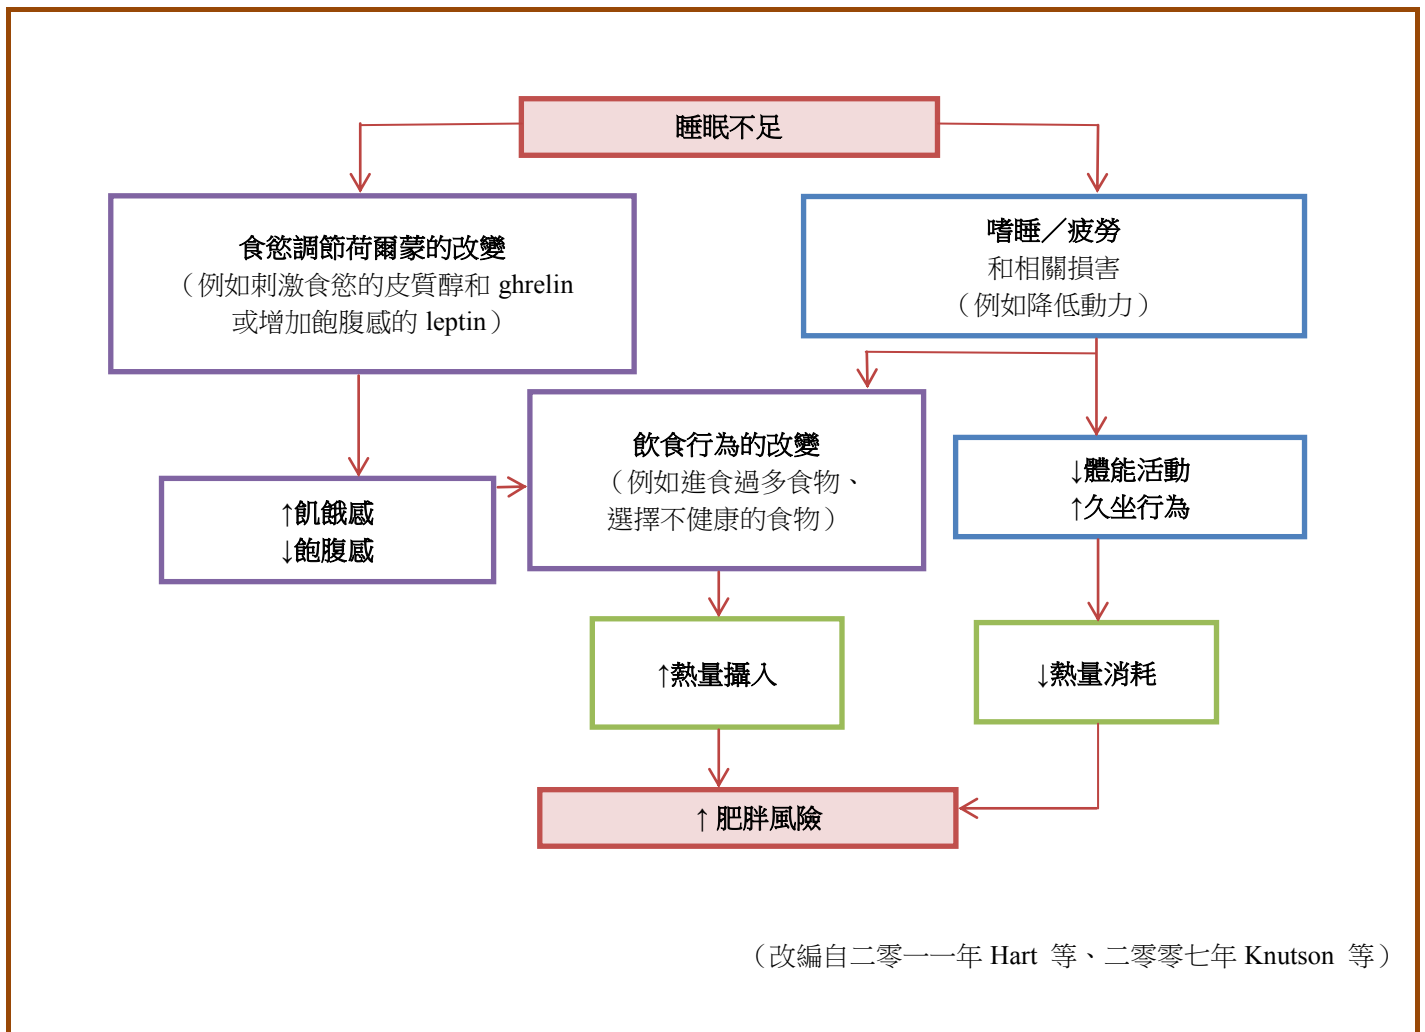 睡眠不足
食慾調節荷爾蒙的改變
（例如刺激食慾的皮質醇和 ghrelin
或增加飽腹感的 leptin）
嗜睡／疲勞
和相關損害
（例如降低動力）
飲食行為的改變
（例如進食過多食物、
選擇不健康的食物）
↓體能活動
↑久坐行為
↑飢餓感
↓飽腹感
↑熱量攝入
↓熱量消耗
↑ 肥胖風險
（改編自二零一一年 Hart 等、二零零七年 Knutson 等）